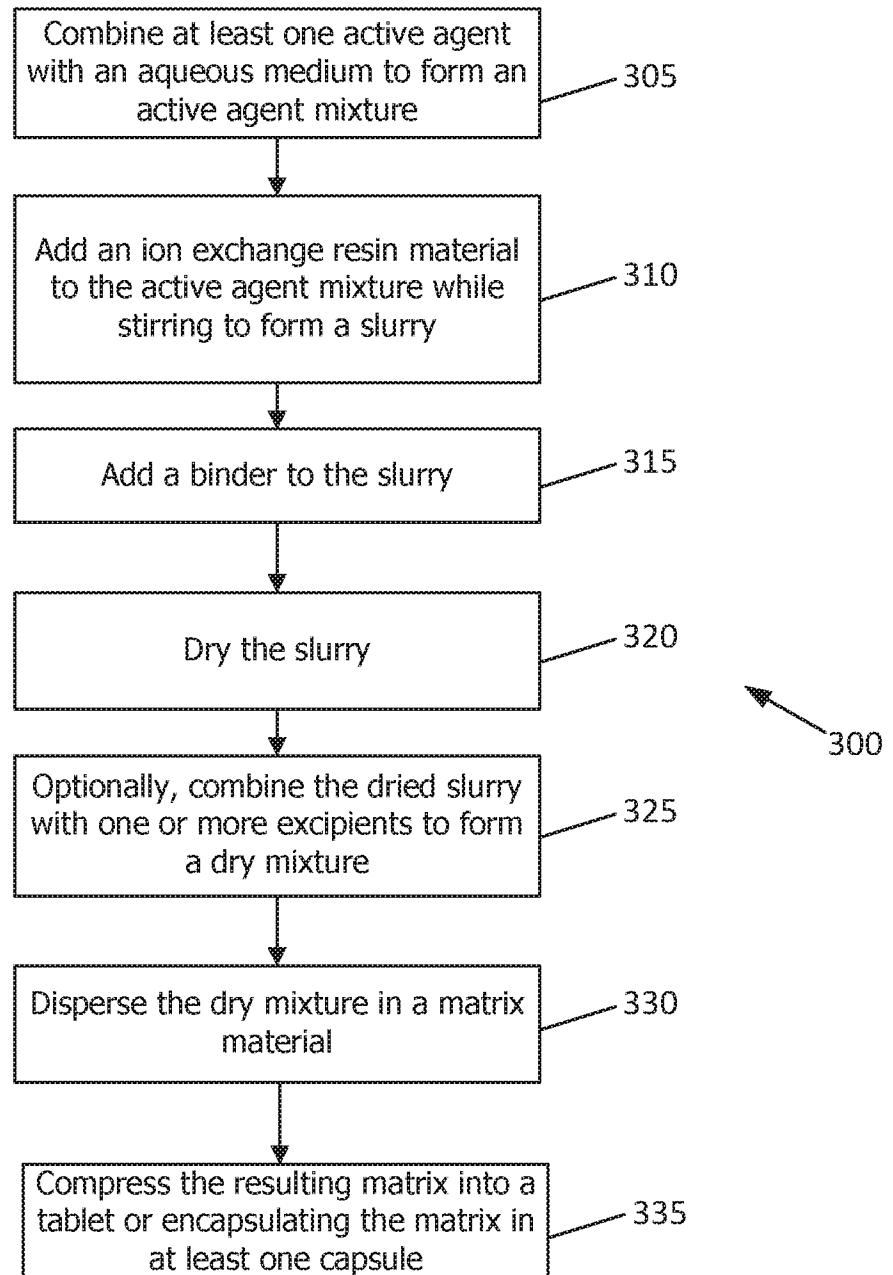 Combine at least one active agent
with an aqueous medium to form an
active agent mixture
305
Add an ion exchange resin material
to the active agent mixture while
stirring to form a slurry
310
Add a binder to the slurry
315
Dry the slurry
320
300
Optionally, combine the dried slurry
with one or more excipients to form
a dry mixture
325
Disperse the dry mixture in a matrix
material
330
Compress the resulting matrix into a
tablet or encapsulating the matrix in
at least one capsule
335